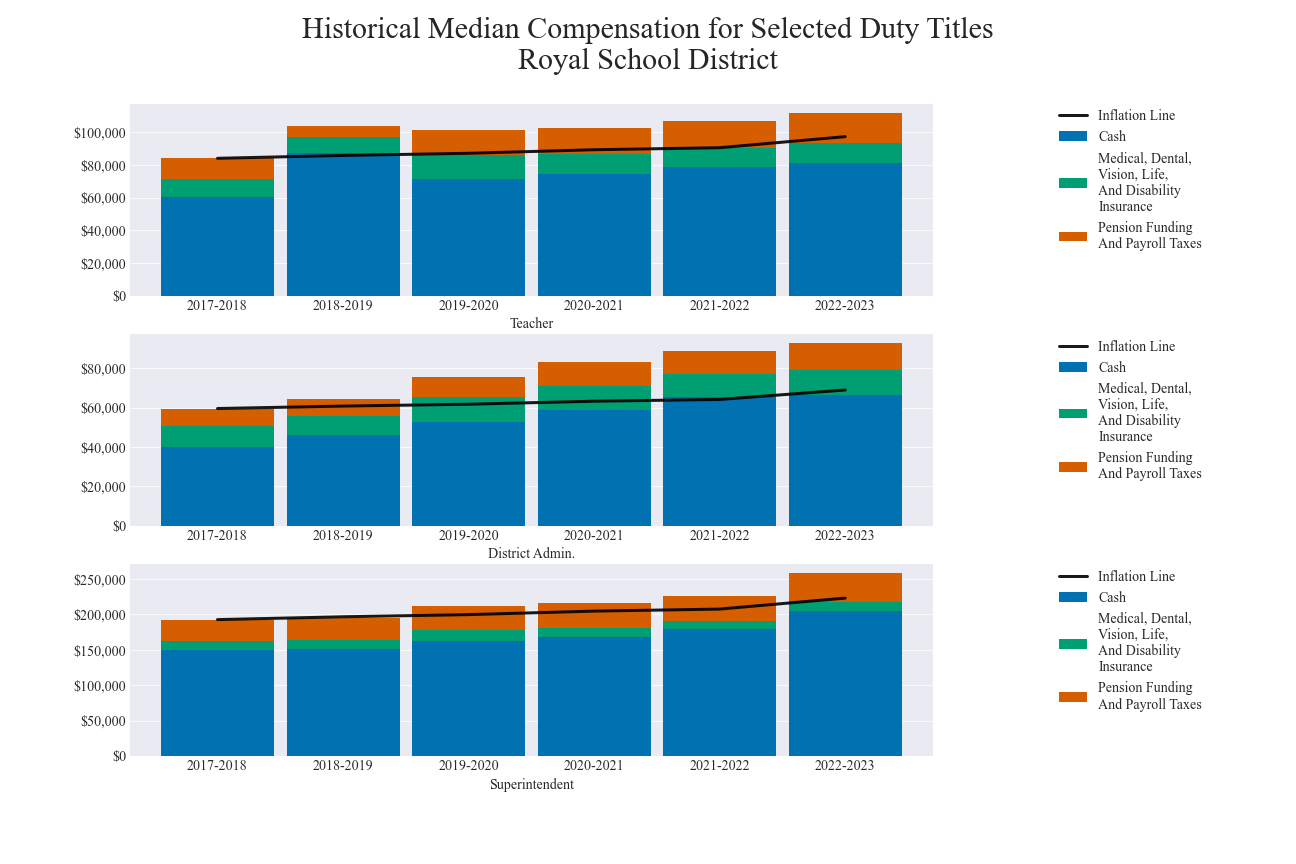 Historical Median Compensation for Selected Duty Titles
Royal School District
$100,000
$80,000
$60,000
$40,000
$20,000
$0
2017-2018 2018-2019 2019-2020 2020-2021 2021-2022 2022-2023
Teacher
Inflation Line
Cash
Medical, Dental,
Vision, Life,
And Disability
Insurance
Pension Funding
And Payroll Taxes
$80,000
$60,000
$40,000
$20,000
$0
2017-2018 2018-2019 2019-2020 2020-2021 2021-2022 2022-2023
District Admin.
Inflation Line
Cash
Medical, Dental,
Vision, Life,
And Disability
Insurance
Pension Funding
And Payroll Taxes
$250,000
$200,000
$150,000
$100,000
$50,000
$0
2017-2018 2018-2019 2019-2020 2020-2021 2021-2022 2022-2023
Superintendent
Inflation Line
Cash
Medical, Dental,
Vision, Life,
And Disability
Insurance
Pension Funding
And Payroll Taxes